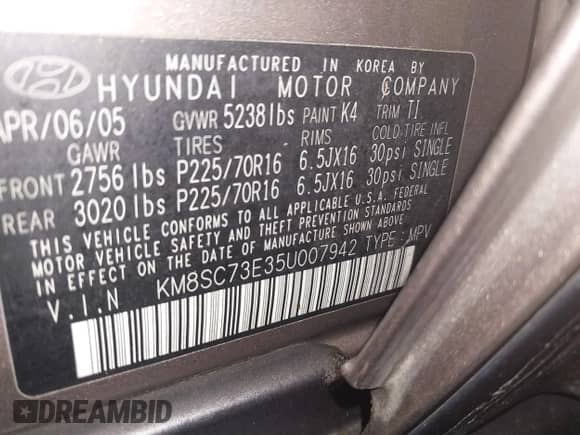 MANUFACTURED IN KOREA BY
HYUNDAI MOTOR COMPANY
APR/06/05 GVWR 5238lbs PAINT K4 TRIM TI
GAWR TIRES RIMS COLD-TIRE INFL
FRONT 2756 lbs P225/70R16 6.5JX16 30psi SINGLE
REAR 3020 lbs P225/70R16 6.5JX16 30psi SINGLE
THIS VEHICLE CONFORMS TO ALL APPLICABLE U.S.A. FEDERAL
MOTOR VEHICLE SAFETY AND THEFT PREVENTION STANDARDS
IN EFFECT ON THE DATE OF MANUFACTURE SHOWN ABOVE.
V.I.N KM8SC73E35U007942 TYPE : MPV
DREAMBID